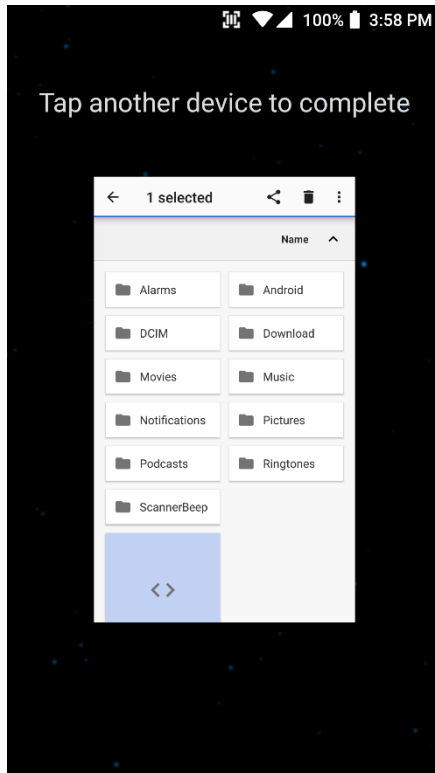 100% 3:58 PM
Tap another device to complete
1 selected
Name
Alarms Android
DCIM Download
Movies Music
Notifications Pictures
Podcasts Ringtones
ScannerBeep